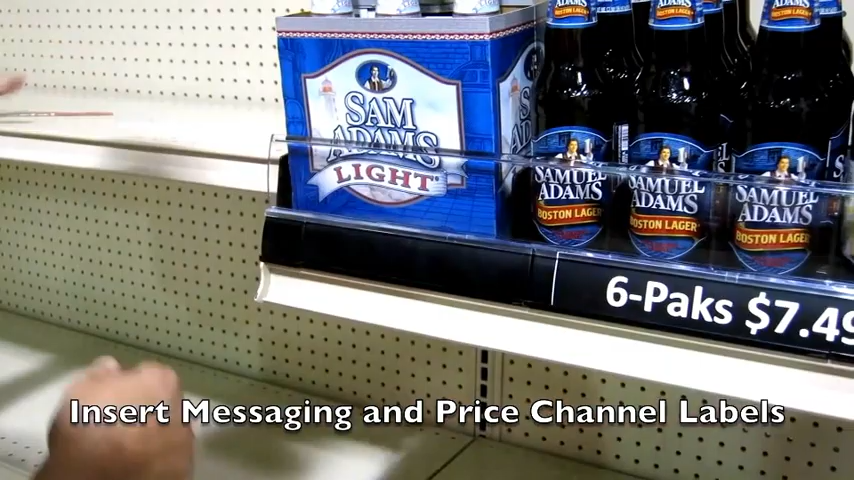 SAM
ADAMS
LIGHT
SAMUEL
ADAMS
BOSTON LAGER
SAMUEL
ADAMS
BOSTON LAGER
SAMUEL
ADAMS
BOSTON LAGER
6-Paks $7.49
Insert Messaging and Price Channel Labels